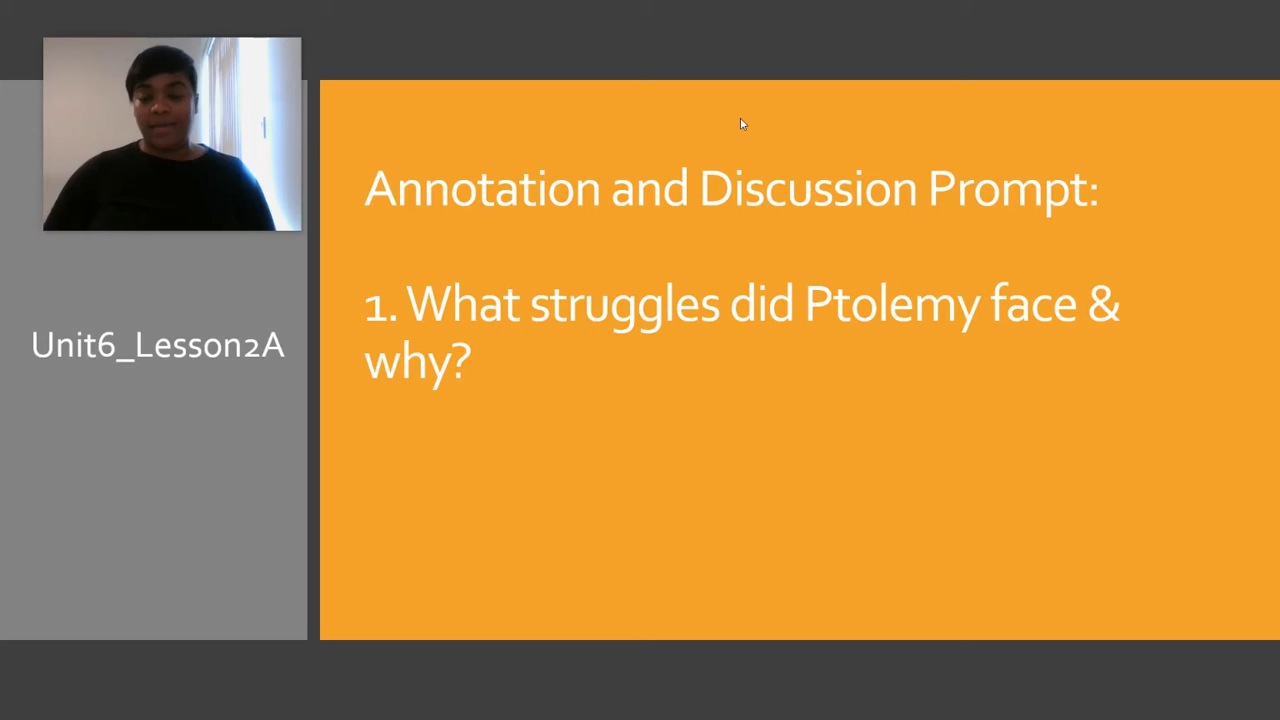 Unit6_Lesson2A
Annotation and Discussion Prompt:
1. What struggles did Ptolemy face &
why?